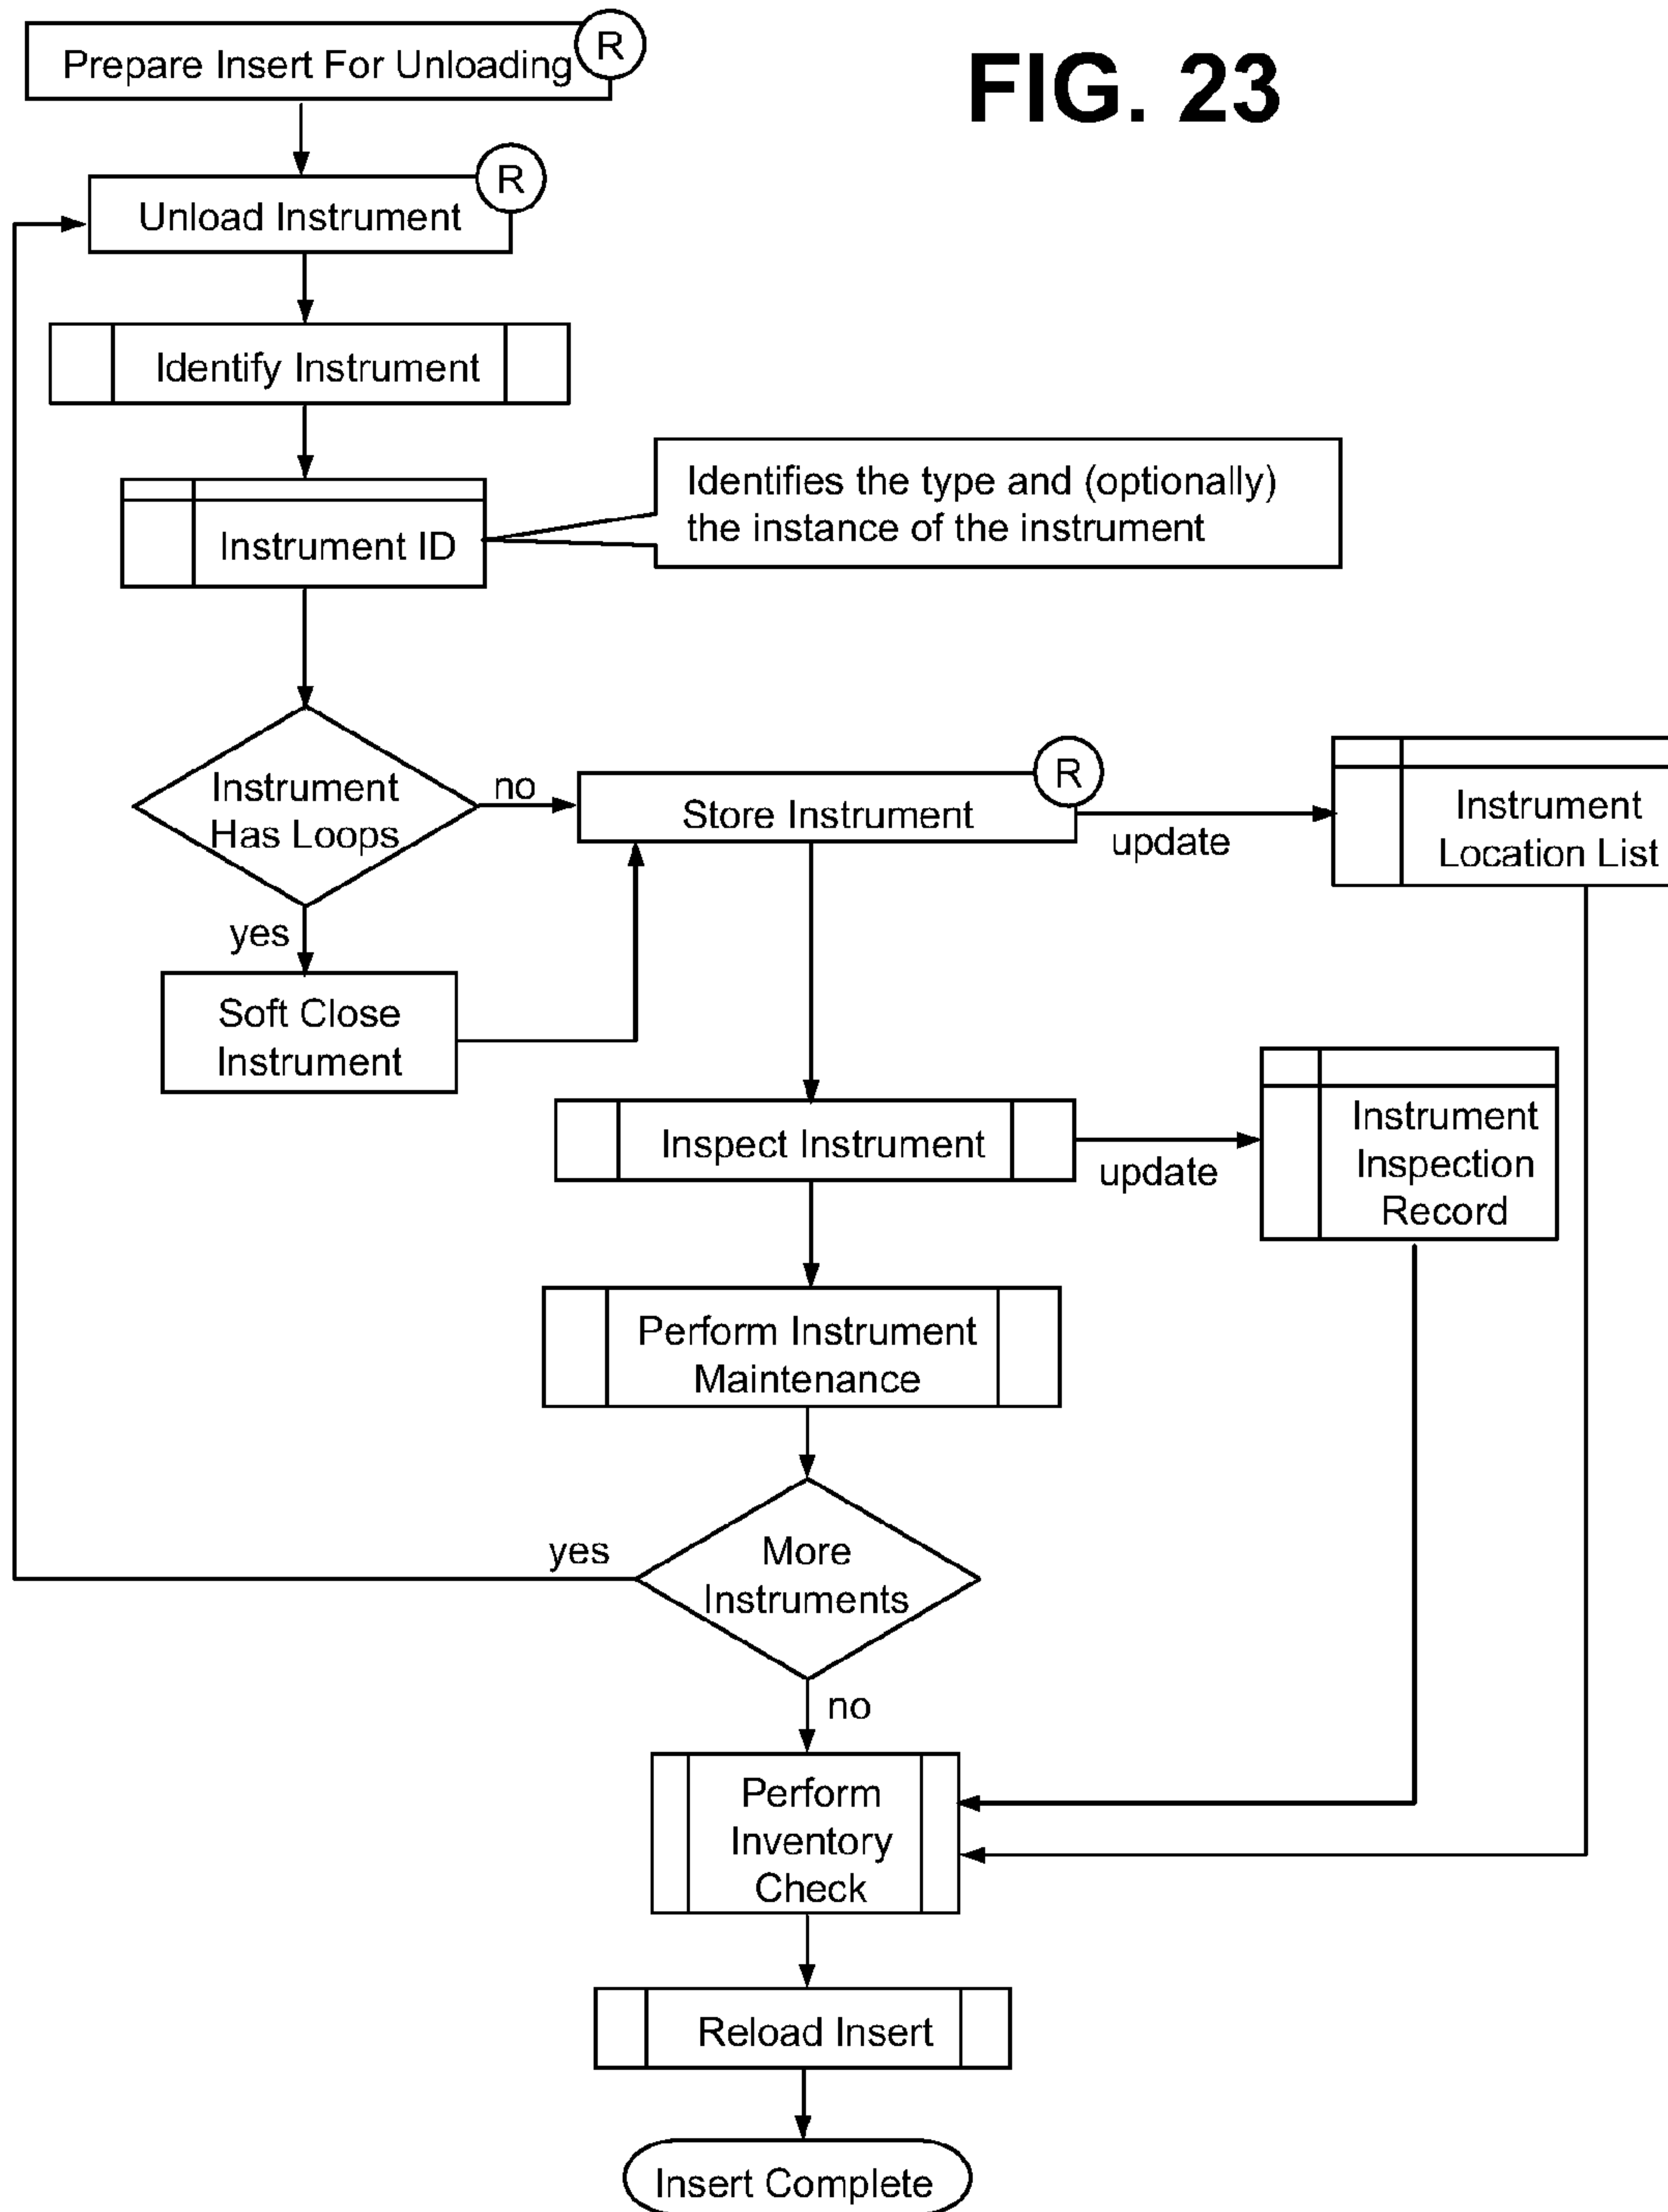 FIG. 23
Prepare Insert For Unloading
R
Unload Instrument
R
Identify Instrument
Instrument ID
Identifies the type and (optionally)
the instance of the instrument
Instrument
Has Loops
no
yes
Soft Close
Instrument
Store Instrument
R
update
Instrument
Location List
Inspect Instrument
update
Instrument
Inspection
Record
Perform Instrument
Maintenance
More
Instruments
yes
no
Perform
Inventory
Check
Reload Insert
Insert Complete